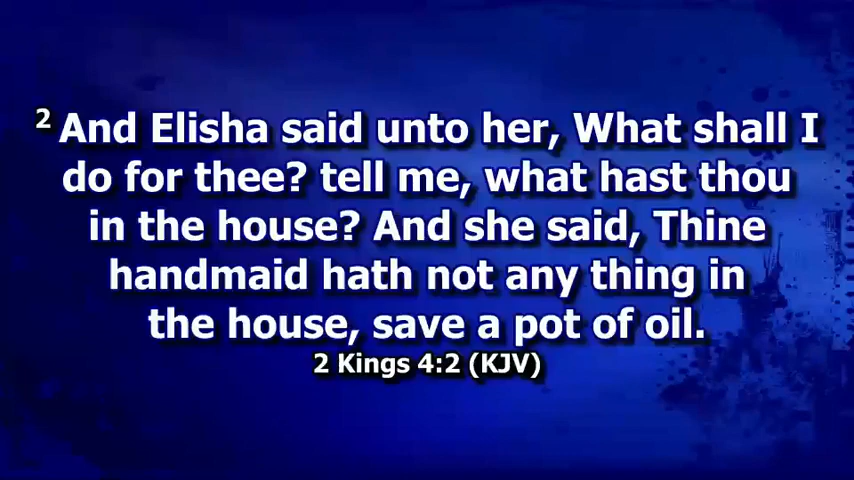 2 And Elisha said unto her, What shall I
do for thee? tell me, what hast thou
in the house? And she said, Thine
handmaid hath not any thing in
the house, save a pot of oil.
2 Kings 4:2 (KJV)